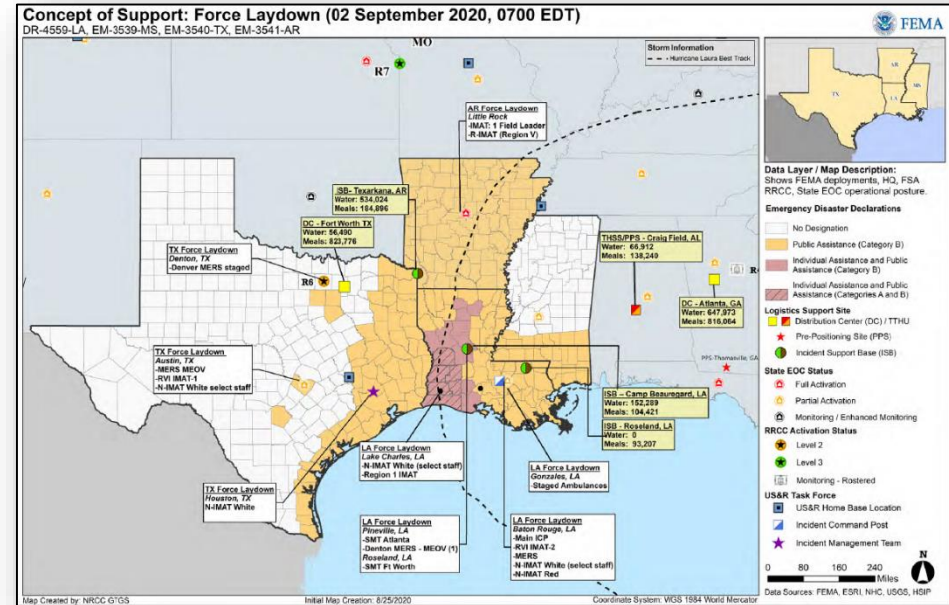 Concept of Support: Force Laydown (02 September 2020, 0700 EDT)
DR-4559-LA, EM-3539-MS, EM-3540-TX, EM-3541-AR
FEMA
MO
R7
Storm Information
- - - Hurricane Laura Best Track
AR Force Laydown
Little Rock
-IMAT: 1 Field Leader
-R-IMAT (Region V)
ISB- Texarkana, AR
Water: 534,024
Meals: 184,896
DC - Fort Worth TX
Water: 56,490
Meals: 823,776
TX Force Laydown
Denton, TX
-Denver MERS staged
R6
THSS/PPS - Craig Field, AL
Water: 66,912
Meals: 138,240
DC - Atlanta, GA
Water: 647,973
Meals: 816,064
PPS-Thomasville, GA
TX Force Laydown
Austin, TX
-MERS MEOV
-RVI IMAT-1
-N-IMAT White select staff
ISB – Camp Beauregard, LA
Water: 152,289
Meals: 104,421
ISB - Roseland, LA
Water: 0
Meals: 93,207
LA Force Laydown
Lake Charles, LA
-N-IMAT White (select staff)
-Region 1 IMAT
LA Force Laydown
Gonzales, LA
-Staged Ambulances
TX Force Laydown
Houston, TX
N-IMAT White
LA Force Laydown
Pineville, LA
-SMT Atlanta
-Denton MERS - MEOV (1)
Roseland, LA
-SMT Ft Worth
LA Force Laydown
Baton Rouge, LA
-Main ICP
-RVI IMAT-2
-MERS
-N-IMAT White (select staff)
-N-IMAT Red
TX
AR
LA
MS
Data Layer / Map Description:
Shows FEMA deployments, HQ, FSA
RRCC, State EOC operational posture.
Emergency Disaster Declarations
No Designation
Public Assistance (Category B)
Individual Assistance and Public
Assistance (Category B)
Individual Assistance and Public
Assistance (Categories A and B)
Logistics Support Site
Distribution Center (DC) / TTHU
Pre-Positioning Site (PPS)
Incident Support Base (ISB)
State EOC Status
Full Activation
Partial Activation
Monitoring / Enhanced Monitoring
RRCC Activation Status
Level 2
Level 3
Monitoring - Rostered
US&R Task Force
US&R Home Base Location
Incident Command Post
Incident Management Team
N
0 80 160 240
Miles
Map Created by: NRCC GTGS
Initial Map Creation: 8/25/2020
Coordinate System: WGS 1984 World Mercator
Data Sources: FEMA, ESRI, NHC, USGS, HSIP